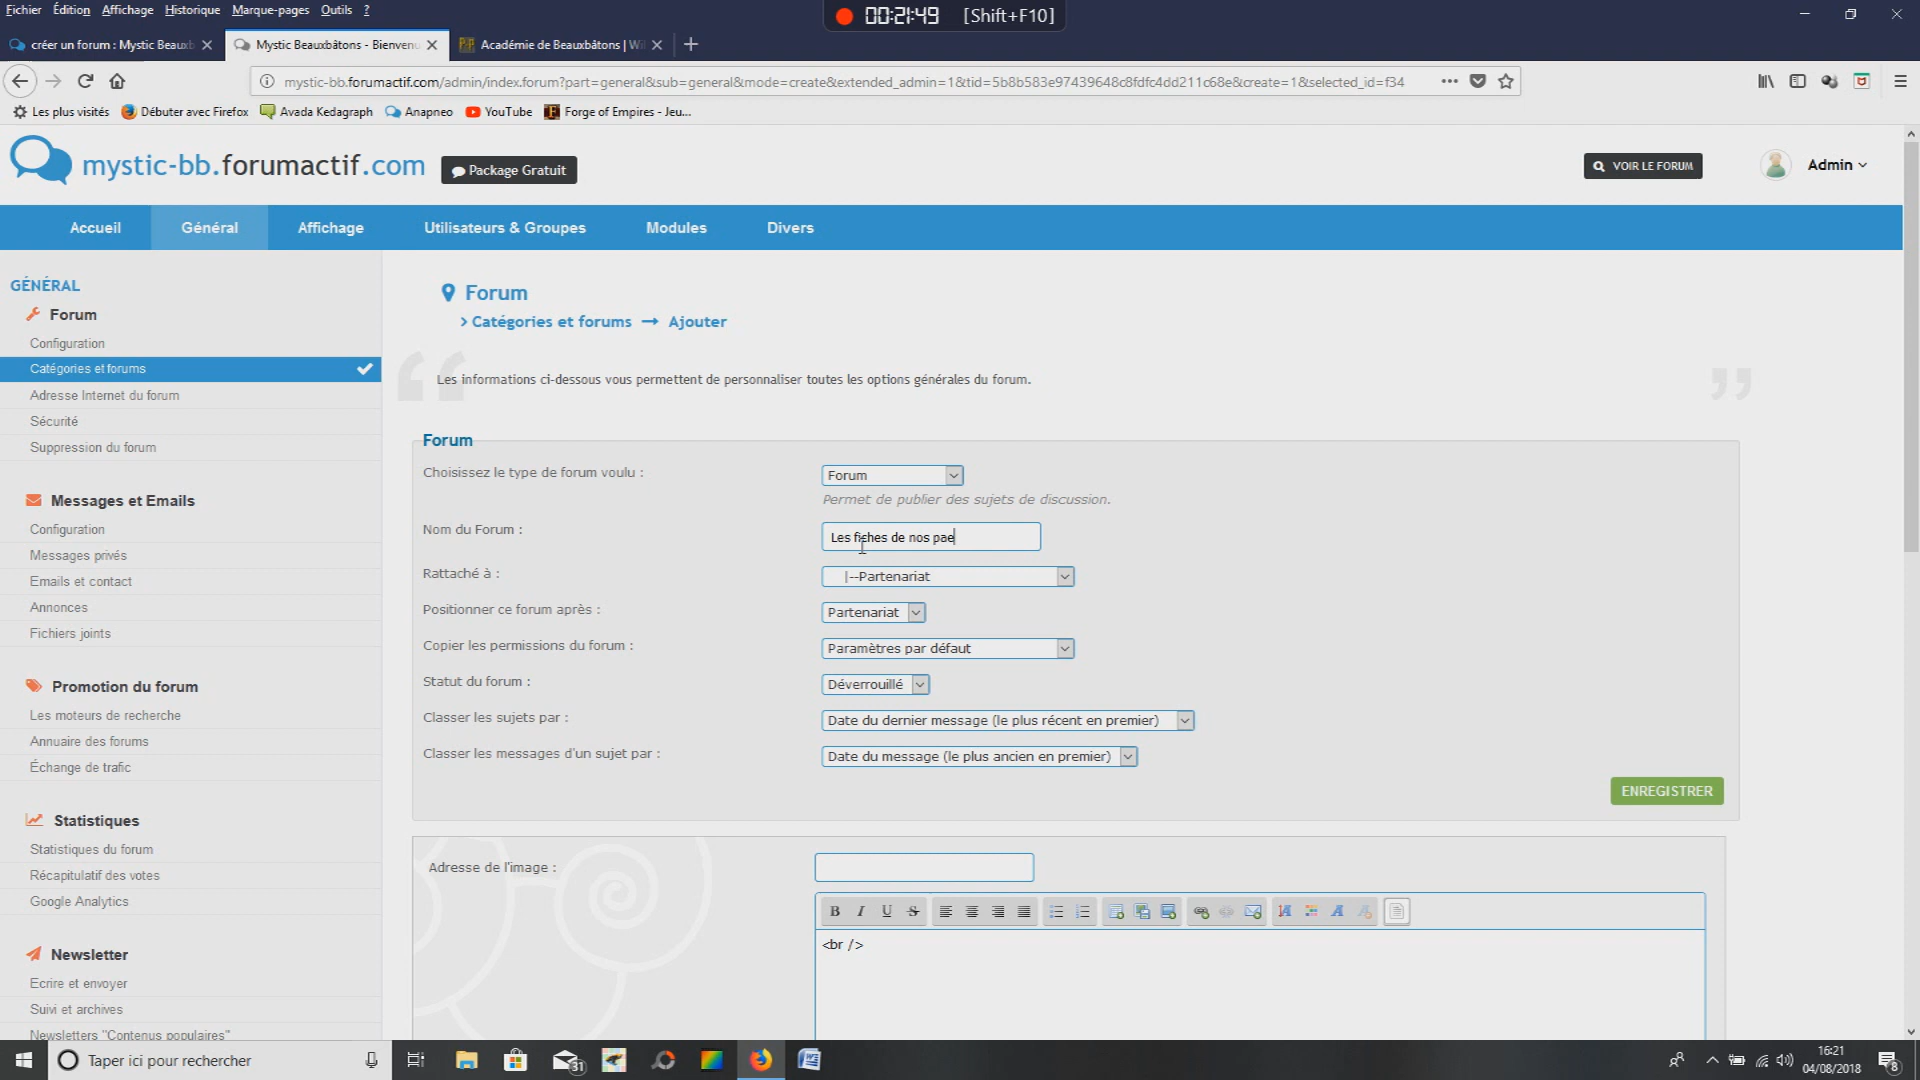 Fichier Édition Affichage Historique Marque-pages Outils ?
00:21:49 [Shift+F10]
créer un forum : Mystic Beauxb
Mystic Beauxbâtons - Bienvenu
Académie de Beauxbâtons | Wi
mystic-bb.forumactif.com/admin/index.forum?part=general&sub=general&mode=create&extended_admin=1&tid=5b8b583e97439648c8fdfc4dd211c68e&create=1&selected_id=f34
Les plus visités Débuter avec Firefox Avada Kedagraph Anapneo YouTube Forge of Empires - Jeu...
mystic-bb.forumactif.com Package Gratuit
VOIR LE FORUM
Admin
Accueil Général Affichage Utilisateurs & Groupes Modules Divers
GÉNÉRAL
Forum
Configuration
Catégories et forums
Adresse Internet du forum
Sécurité
Suppression du forum
Messages et Emails
Configuration
Messages privés
Emails et contact
Annonces
Fichiers joints
Promotion du forum
Les moteurs de recherche
Annuaire des forums
Échange de trafic
Statistiques
Statistiques du forum
Récapitulatif des votes
Google Analytics
Newsletter
Ecrire et envoyer
Suivi et archives
Newsletters "Contenus populaires"
Forum
> Catégories et forums → Ajouter
Les informations ci-dessous vous permettent de personnaliser toutes les options générales du forum.
Forum
Choisissez le type de forum voulu : Forum
Permet de publier des sujets de discussion.
Nom du Forum : Les fiches de nos pae
Rattaché à : |--Partenariat
Positionner ce forum après : Partenariat
Copier les permissions du forum : Paramètres par défaut
Statut du forum : Déverrouillé
Classer les sujets par : Date du dernier message (le plus récent en premier)
Classer les messages d'un sujet par : Date du message (le plus ancien en premier)
ENREGISTRER
Adresse de l'image :
B I U S
<br />
Taper ici pour rechercher
31
16:21
04/08/2018
8